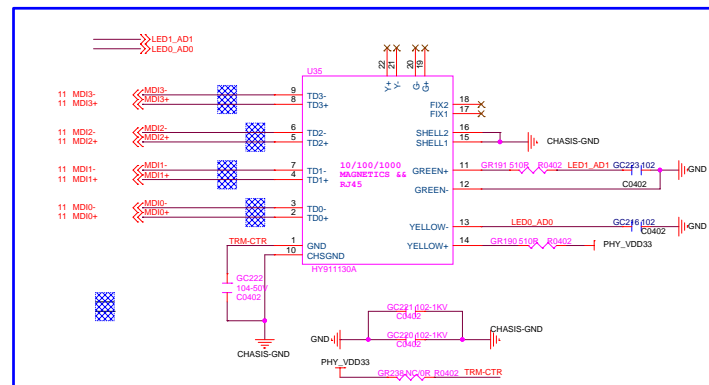 LED1_AD1
LED0_AD0
U35
22 21 20 19
Y+ Y- G- G+
11 MDI3- MDI3- 9 TD3-
11 MDI3+ MDI3+ 8 TD3+
FIX2 18
FIX1 17
11 MDI2- MDI2- 6 TD2-
11 MDI2+ MDI2+ 5 TD2+
SHELL2 16
SHELL1 15
CHASIS-GND
10/100/1000
MAGNETICS &&
RJ45
11 MDI1- MDI1- 7 TD1-
11 MDI1+ MDI1+ 4 TD1+
GREEN+ 11 GR191 510R R0402 LED1_AD1 GC223 102
C0402
GND
GREEN- 12
11 MDI0- MDI0- 3 TD0-
11 MDI0+ MDI0+ 2 TD0+
YELLOW- 13 LED0_AD0 GC216 102
C0402
GND
YELLOW+ 14 GR190 510R R0402 PHY_VDD33
TRM-CTR 1 GND
10 CHSGND
HY911130A
GC222
104-50V
C0402
CHASIS-GND
GC221 102-1KV
C0402
GND
GC220 102-1KV
C0402
CHASIS-GND
PHY_VDD33
GR238 NC/0R R0402 TRM-CTR